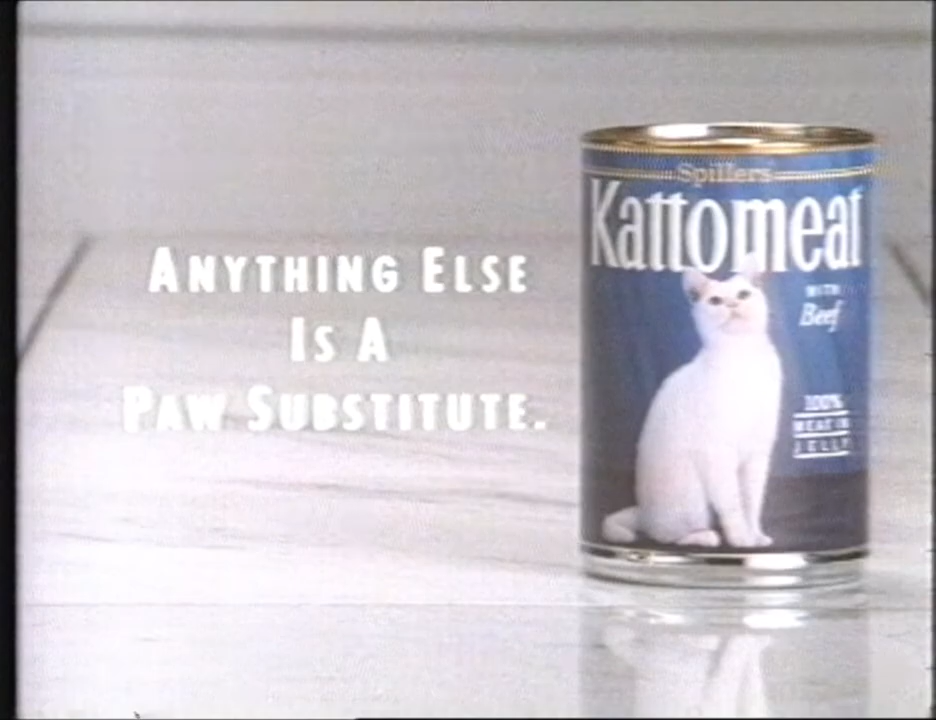 ANYTHING ELSE
IS A
PAW SUBSTITUTE.
Spillers
Kattomeat
WITH
Beef
100%
MEAT IN
JELLY